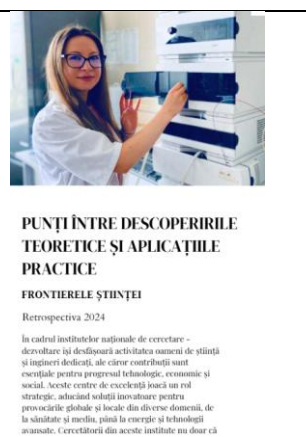 PUNȚI ÎNTRE DESCOPERIRILE
TEORETICE ȘI APLICAȚIILE
PRACTICE
FRONTIERELE ȘTIINȚEI
Retrospectiva 2024
În cadrul institutelor naționale de cercetare -
dezvoltare își desfășoară activitatea oameni de știință
și ingineri dedicați, ale căror contribuții sunt
esențiale pentru progresul tehnologic, economic și
social. Aceste centre de excelență joacă un rol
strategic, aducând soluții inovatoare pentru
provocările globale și locale din diverse domenii, de
la sănătate și mediu, până la energie și tehnologii
avansate. Cercetătorii din aceste institute nu doar că